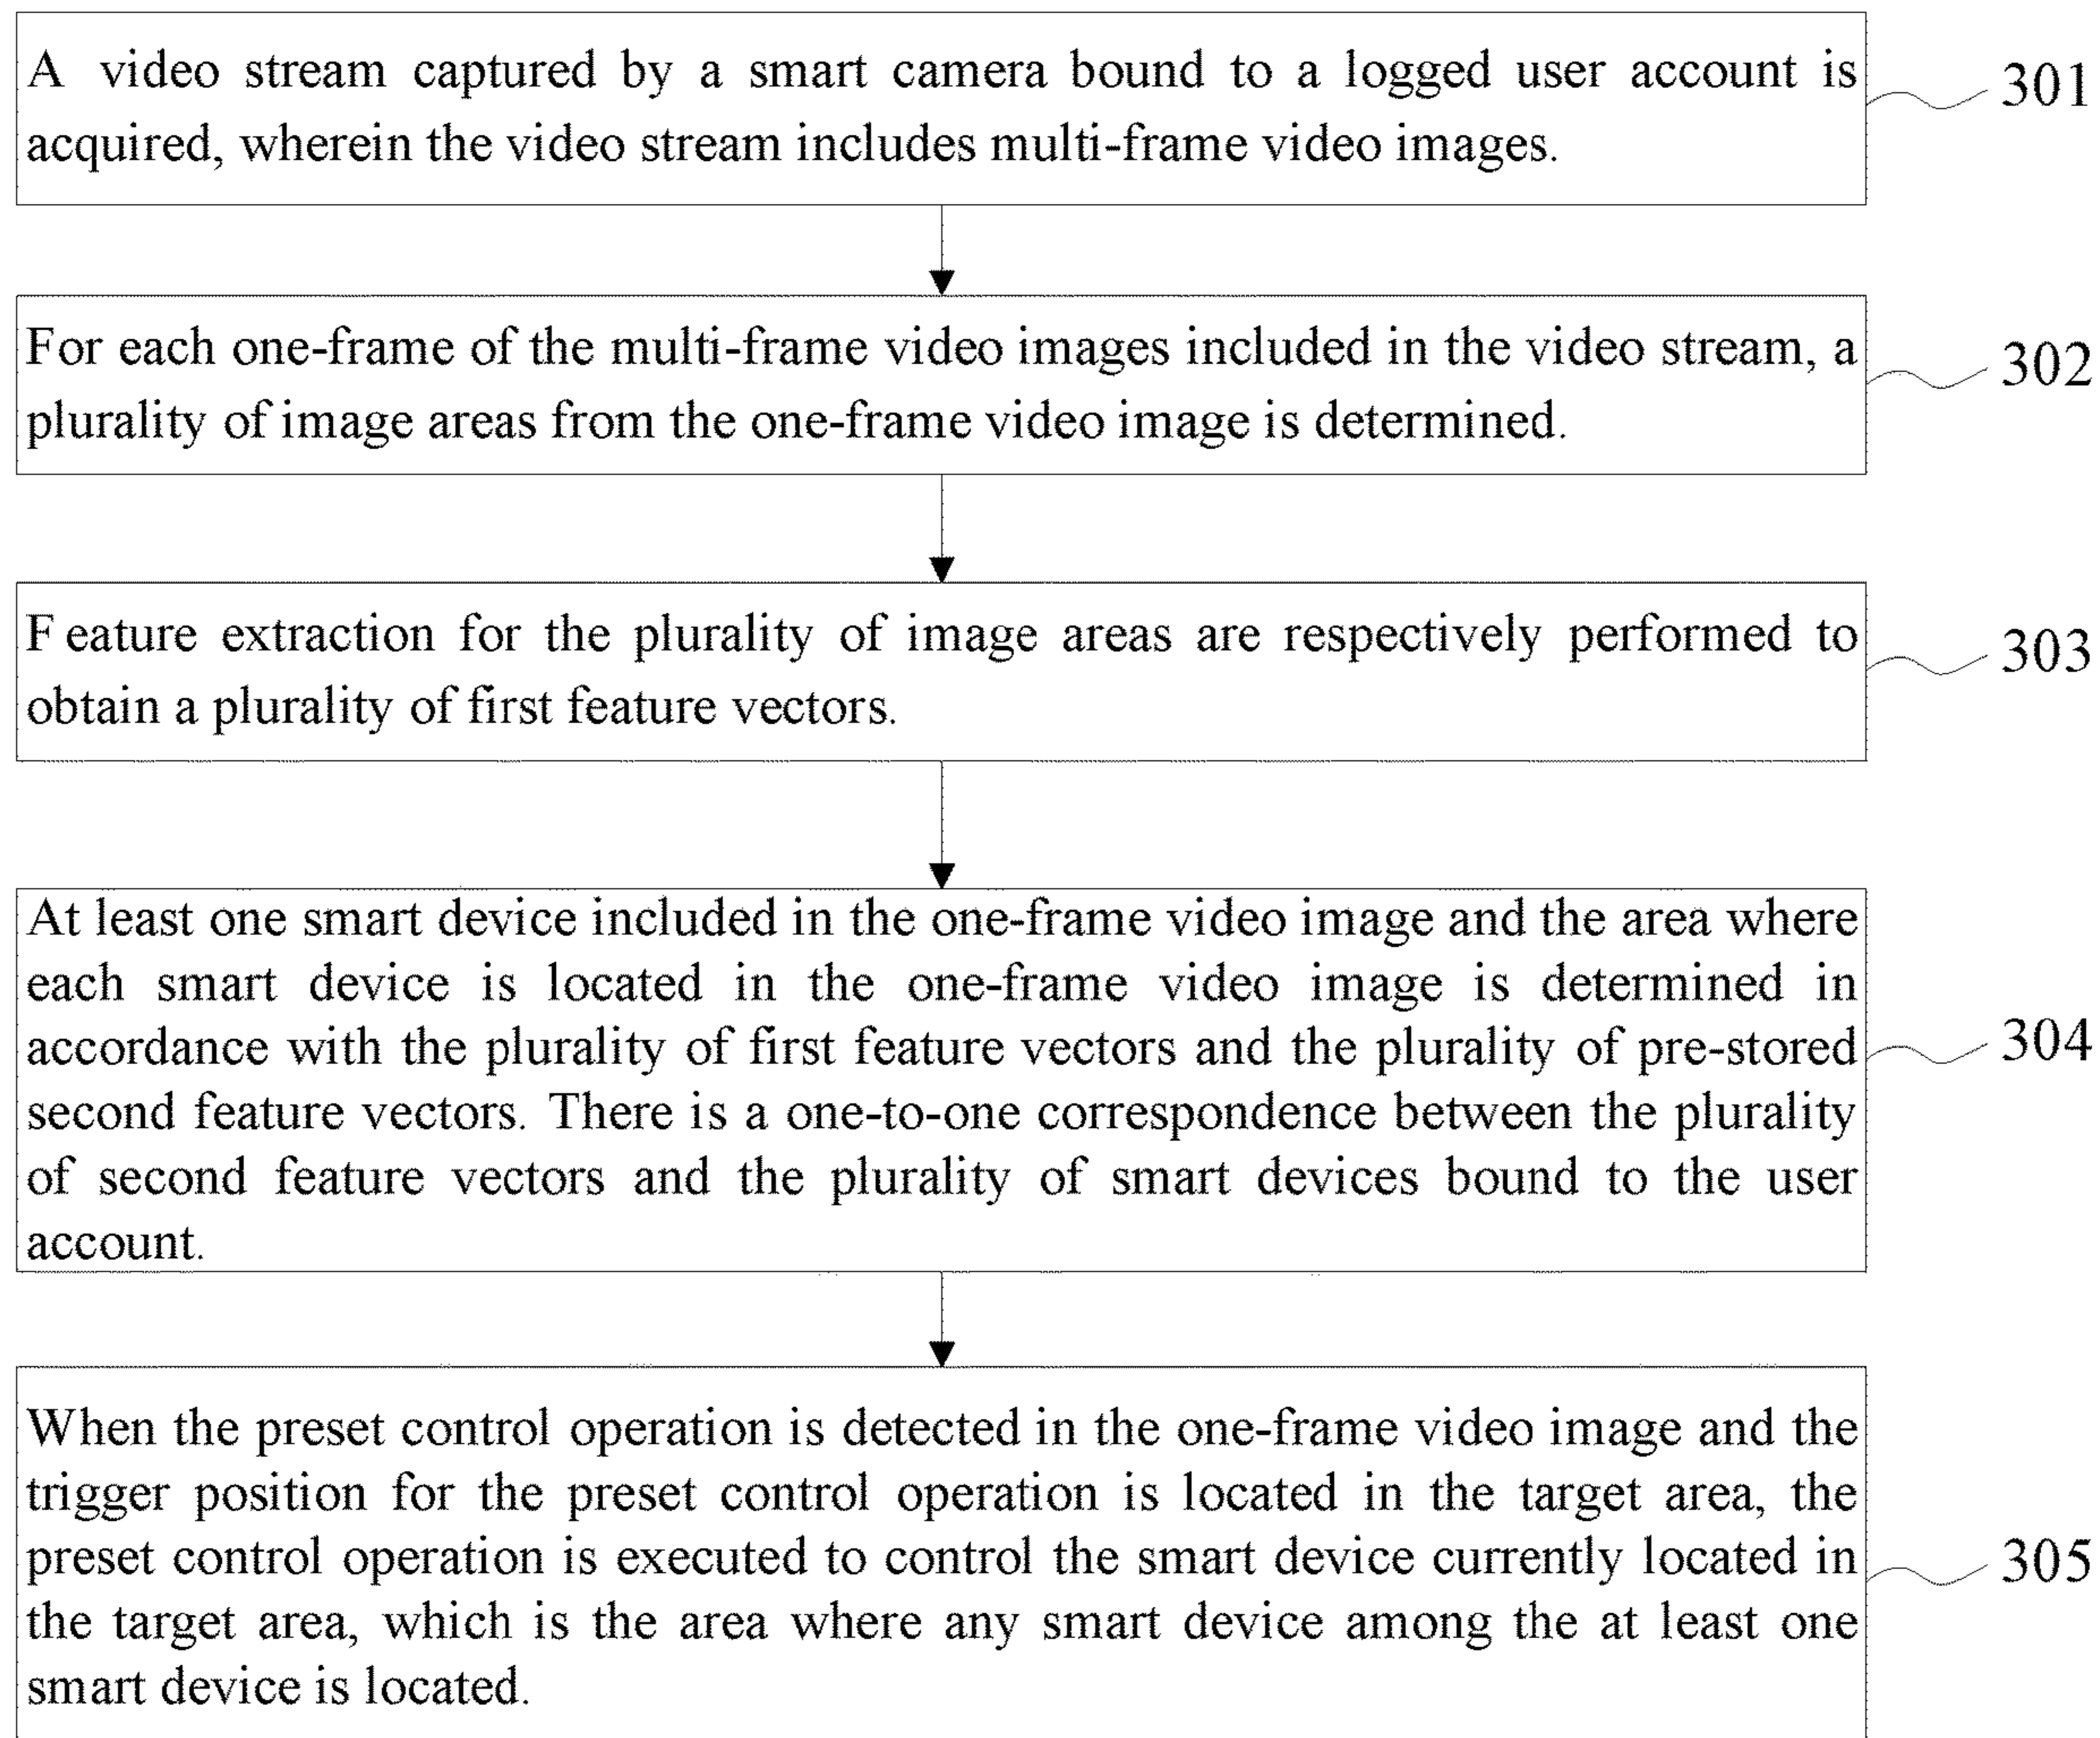 A video stream captured by a smart camera bound to a logged user account is
acquired, wherein the video stream includes multi-frame video images.
301
For each one-frame of the multi-frame video images included in the video stream, a
plurality of image areas from the one-frame video image is determined.
302
Feature extraction for the plurality of image areas are respectively performed to
obtain a plurality of first feature vectors.
303
At least one smart device included in the one-frame video image and the area where
each smart device is located in the one-frame video image is determined in
accordance with the plurality of first feature vectors and the plurality of pre-stored
second feature vectors. There is a one-to-one correspondence between the plurality
of second feature vectors and the plurality of smart devices bound to the user
account.
304
When the preset control operation is detected in the one-frame video image and the
trigger position for the preset control operation is located in the target area, the
preset control operation is executed to control the smart device currently located in
the target area, which is the area where any smart device among the at least one
smart device is located.
305